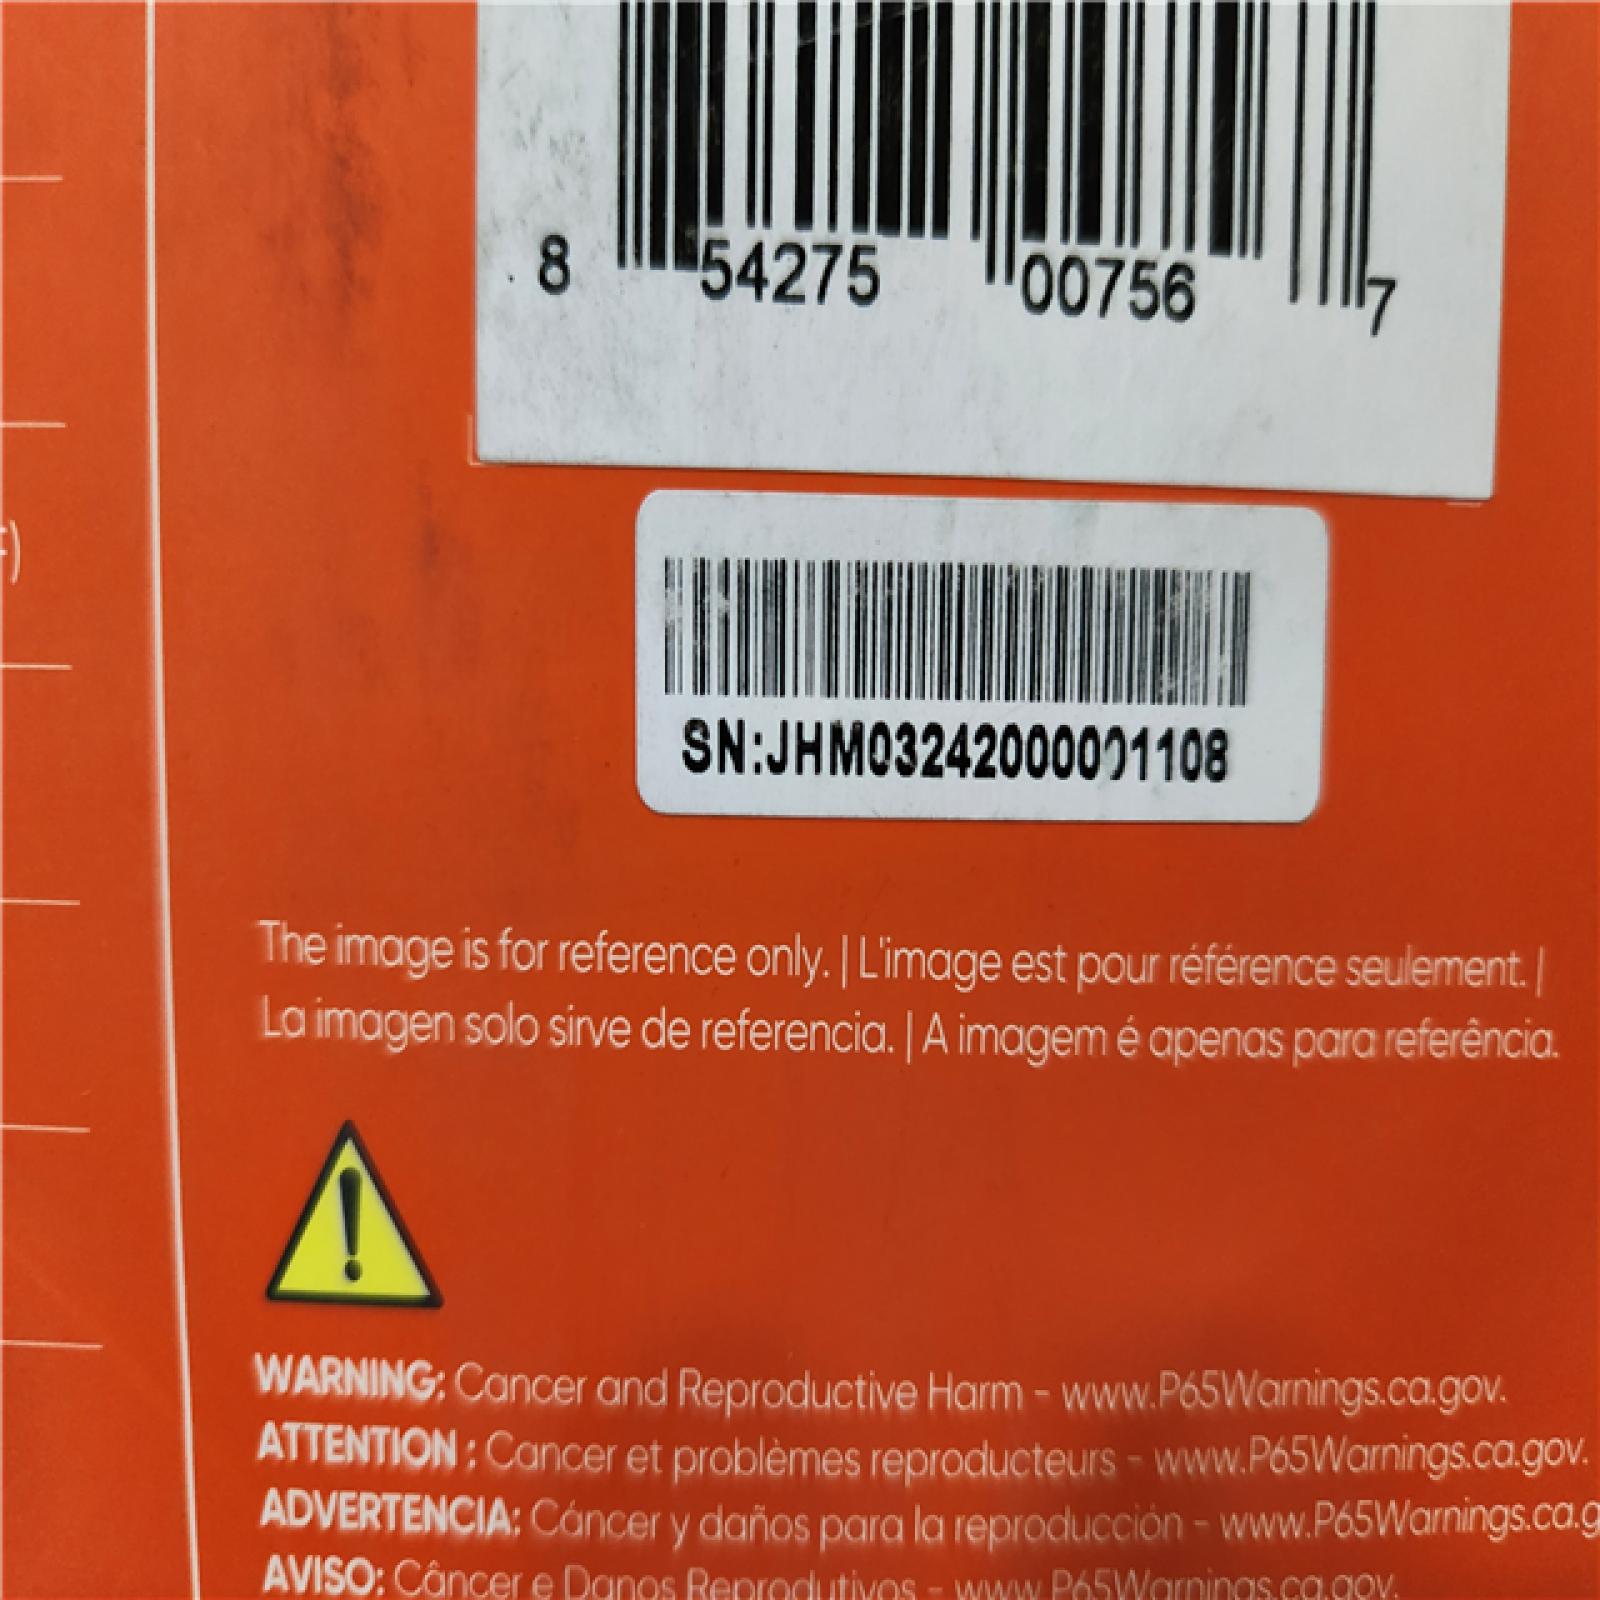 8 54275 00756 7
SN:JHM03242000001108
The image is for reference only. | L'image est pour référence seulement. |
La imagen solo sirve de referencia. | A imagem é apenas para referência.
WARNING: Cancer and Reproductive Harm - www.P65Warnings.ca.gov.
ATTENTION : Cancer et problèmes reproducteurs - www.P65Warnings.ca.gov.
ADVERTENCIA: Cáncer y daños para la reproducción - www.P65Warnings.ca.g
AVISO: Câncer e Danos Reprodutivos - www.P65Warnings.ca.gov.